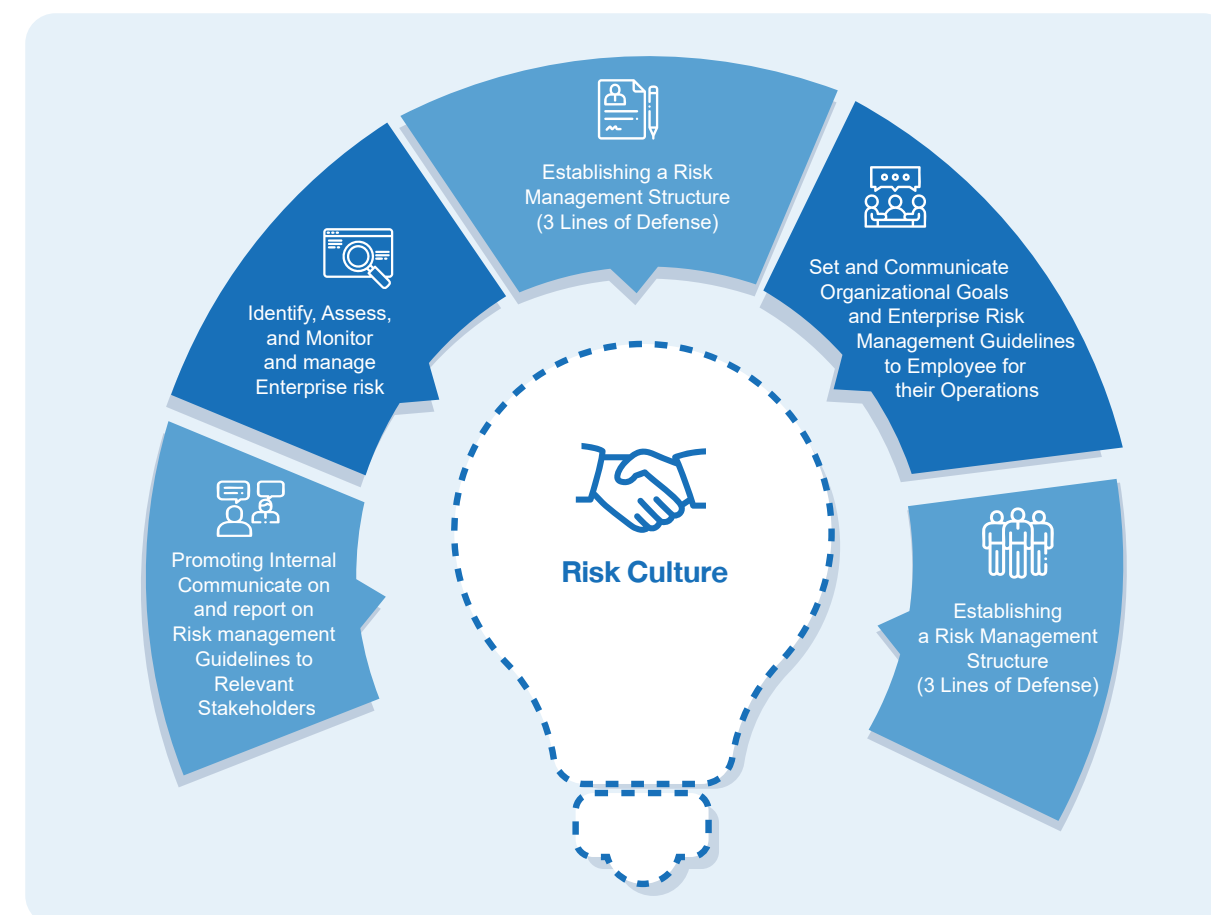 Establishing a Risk
Management Structure
(3 Lines of Defense)
Set and Communicate
Organizational Goals
and Enterprise Risk
Management Guidelines
to Employee for
their Operations
Identify, Assess,
and Monitor
and manage
Enterprise risk
Promoting Internal
Communicate on
and report on
Risk management
Guidelines to
Relevant
Stakeholders
Risk Culture
Establishing
a Risk Management
Structure
(3 Lines of Defense)